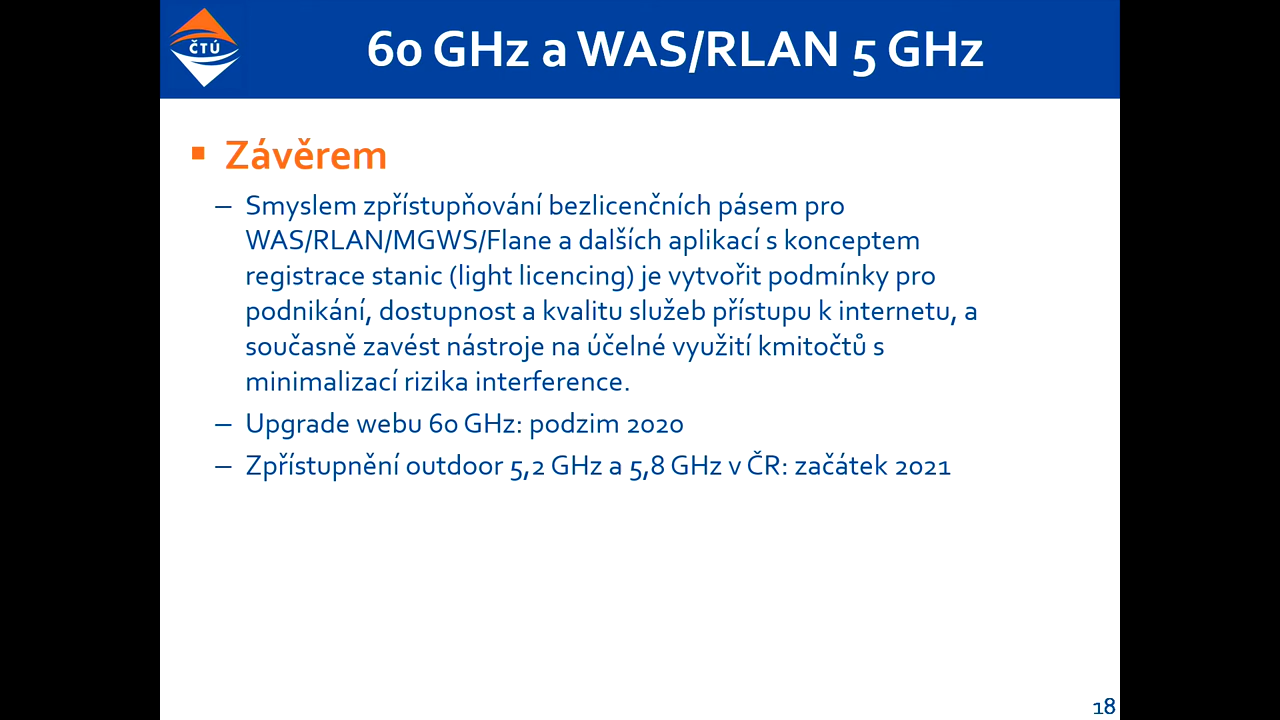 ČTÚ
60 GHz a WAS/RLAN 5 GHz
▪ Závěrem
– Smyslem zpřístupňování bezlicenčních pásem pro
WAS/RLAN/MGWS/Flane a dalších aplikací s konceptem
registrace stanic (light licencing) je vytvořit podmínky pro
podnikání, dostupnost a kvalitu služeb přístupu k internetu, a
současně zavést nástroje na účelné využití kmitočtů s
minimalizací rizika interference.
– Upgrade webu 60 GHz: podzim 2020
– Zpřístupnění outdoor 5,2 GHz a 5,8 GHz v ČR: začátek 2021
18